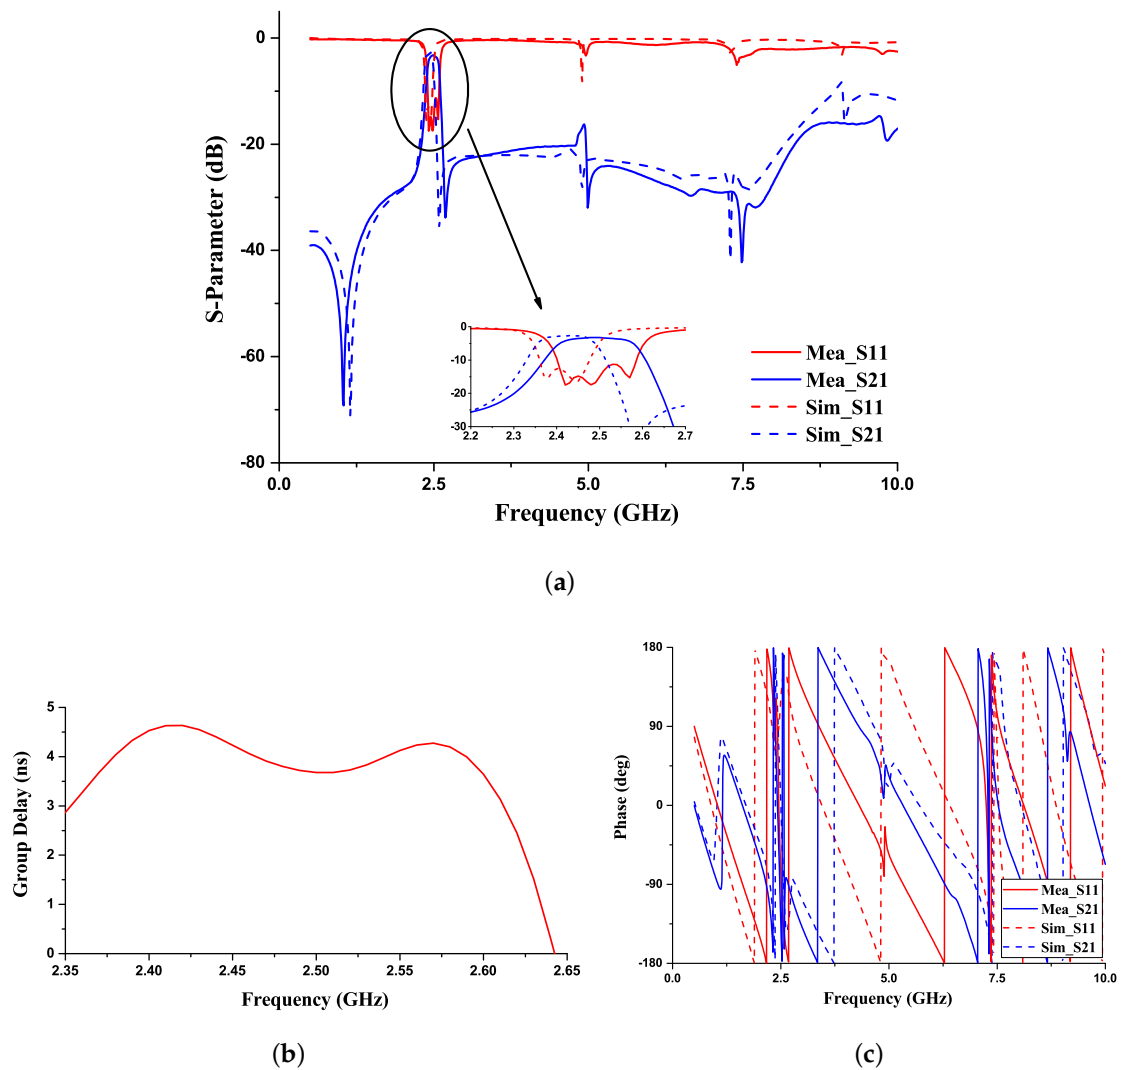 0
-20
-40
-60
-80
S-Parameter (dB)
0.0
2.5
5.0
7.5
10.0
Frequency (GHz)
0
-10
-20
-30
2.2
2.3
2.4
2.5
2.6
2.7
Mea_S11
Mea_S21
Sim_S11
Sim_S21
(a)
5
4
3
2
1
0
Group Delay (ns)
2.35
2.40
2.45
2.50
2.55
2.60
2.65
Frequency (GHz)
(b)
180
90
0
-90
-180
Phase (deg)
0.0
2.5
5.0
7.5
10.0
Frequency (GHz)
Mea_S11
Mea_S21
Sim_S11
Sim_S21
(c)